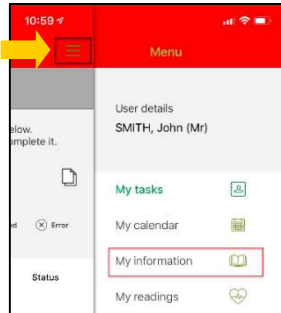 10:59
Menu
User details
SMITH, John (Mr)
elow.
omplete it.
My tasks
My calendar
Error
My information
Status
My readings